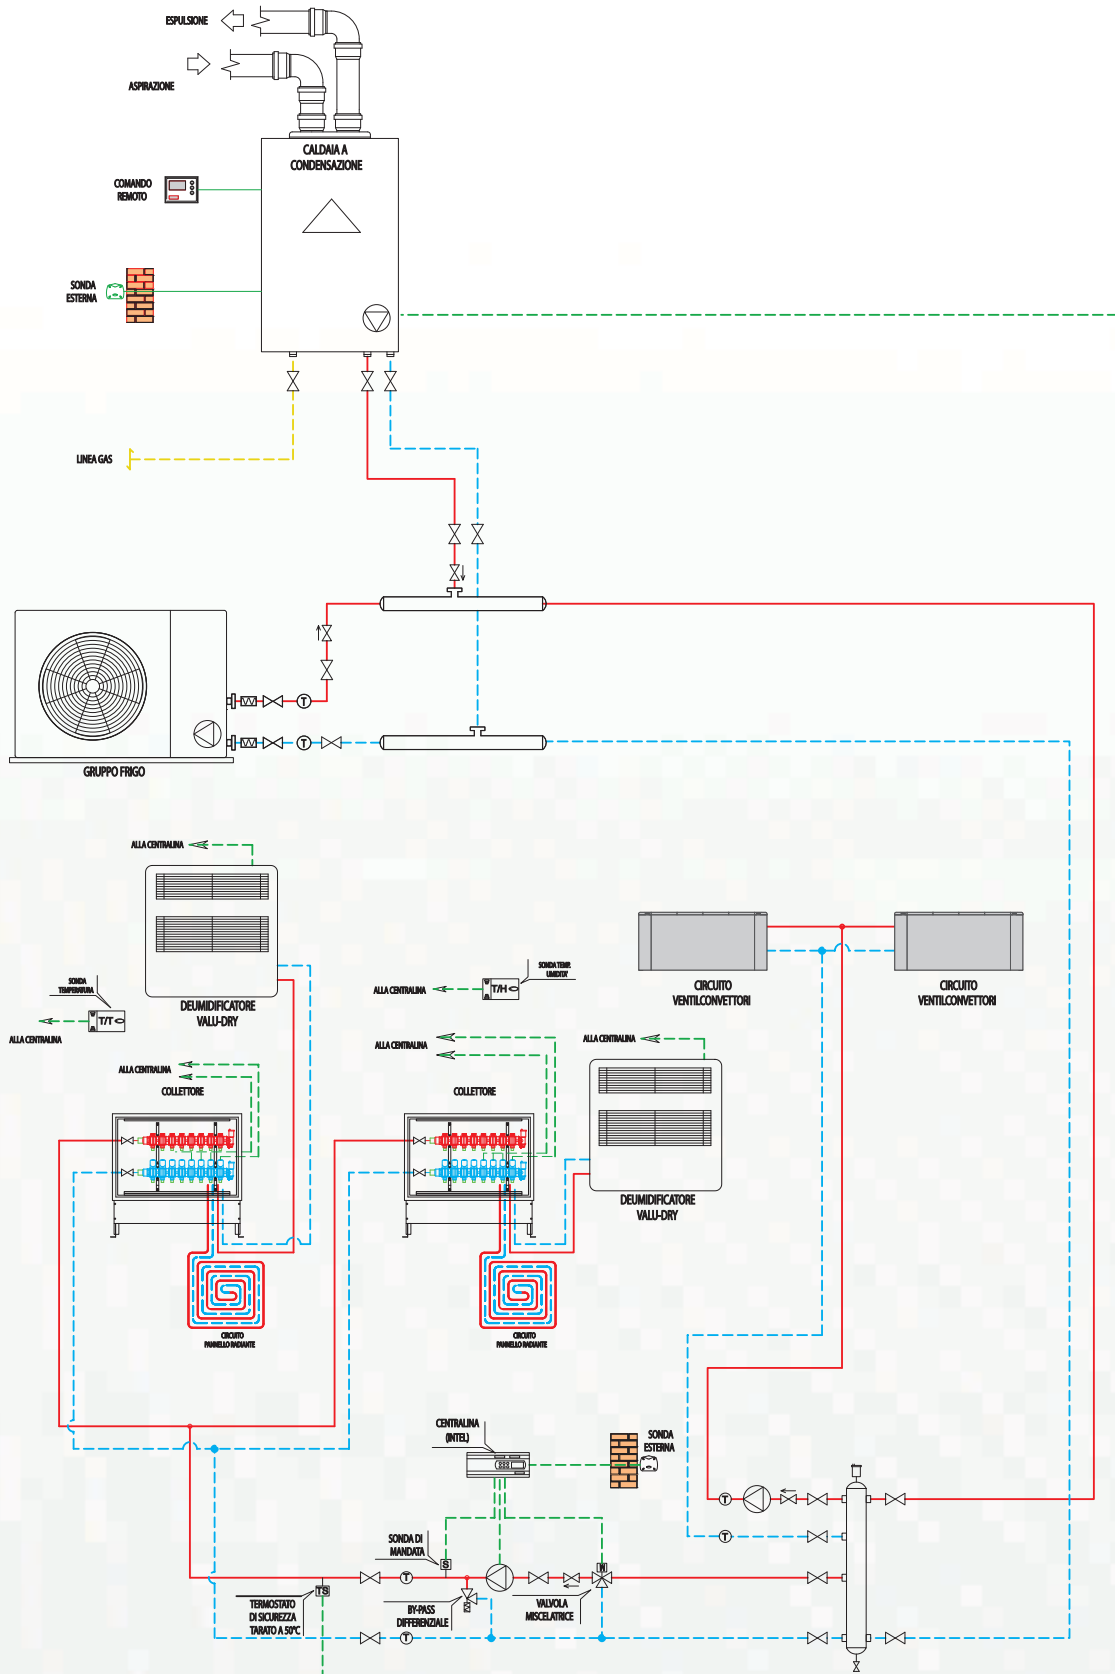 ESPULSIONE
ASPIRAZIONE
CALDAIA A
CONDENSAZIONE
COMANDO
REMOTO
SONDA
ESTERNA
LINEA GAS
T
T
GRUPPO FRIGO
ALLA CENTRALINA
DEUMIDIFICATORE
VALU-DRY
SONDA
TEMPERATURA
T/T
ALLA CENTRALINA
SONDA TEMP.
UMIDITA'
T/H
ALLA CENTRALINA
CIRCUITO
VENTILCONVETTORI
CIRCUITO
VENTILCONVETTORI
ALLA CENTRALINA
COLLETTORE
ALLA CENTRALINA
COLLETTORE
ALLA CENTRALINA
DEUMIDIFICATORE
VALU-DRY
CIRCUITO
PANNELLO RADIANTE
CIRCUITO
PANNELLO RADIANTE
CENTRALINA
(INTEL)
SONDA
ESTERNA
T
T
SONDA DI
MANDATA
S
M
T
TS
TERMOSTATO
DI SICUREZZA
TARATO A 50°C
BY-PASS
DIFFERENZIALE
VALVOLA
MISCELATRICE
T